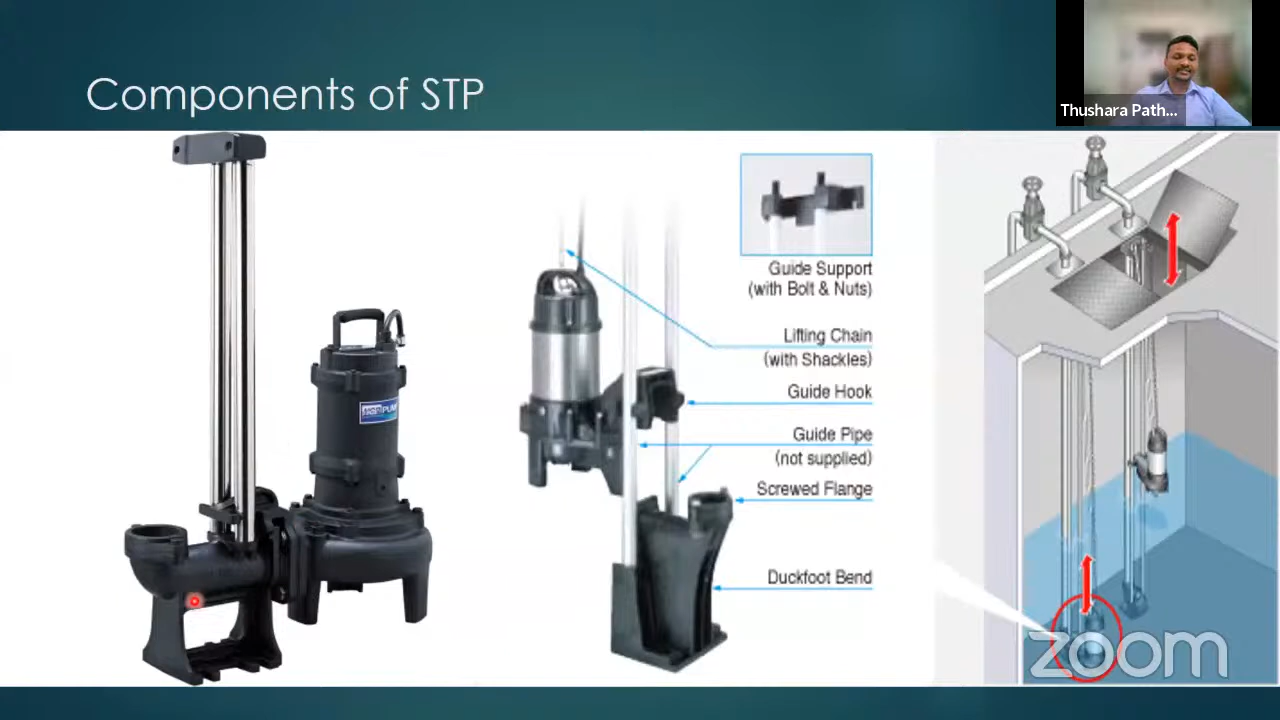 Components of STP
Thushara Path...
Guide Support
(with Bolt & Nuts)
Lifting Chain
(with Shackles)
Guide Hook
Guide Pipe
(not supplied)
Screwed Flange
Duckfoot Bend
zoom